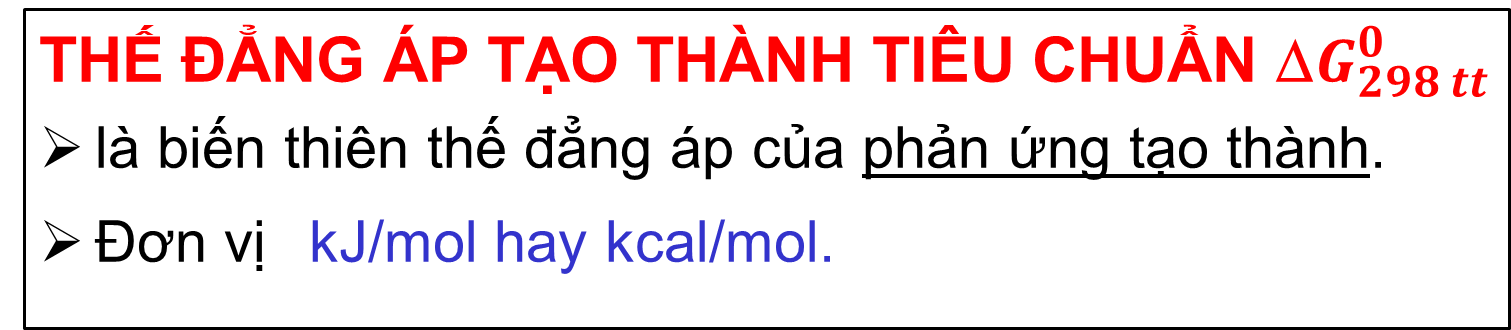 THẾ ĐẲNG ÁP TẠO THÀNH TIÊU CHUẨN ΔG⁰₂₉₈ ₜₜ
➢ là biến thiên thế đẳng áp của phản ứng tạo thành.
➢ Đơn vị kJ/mol hay kcal/mol.